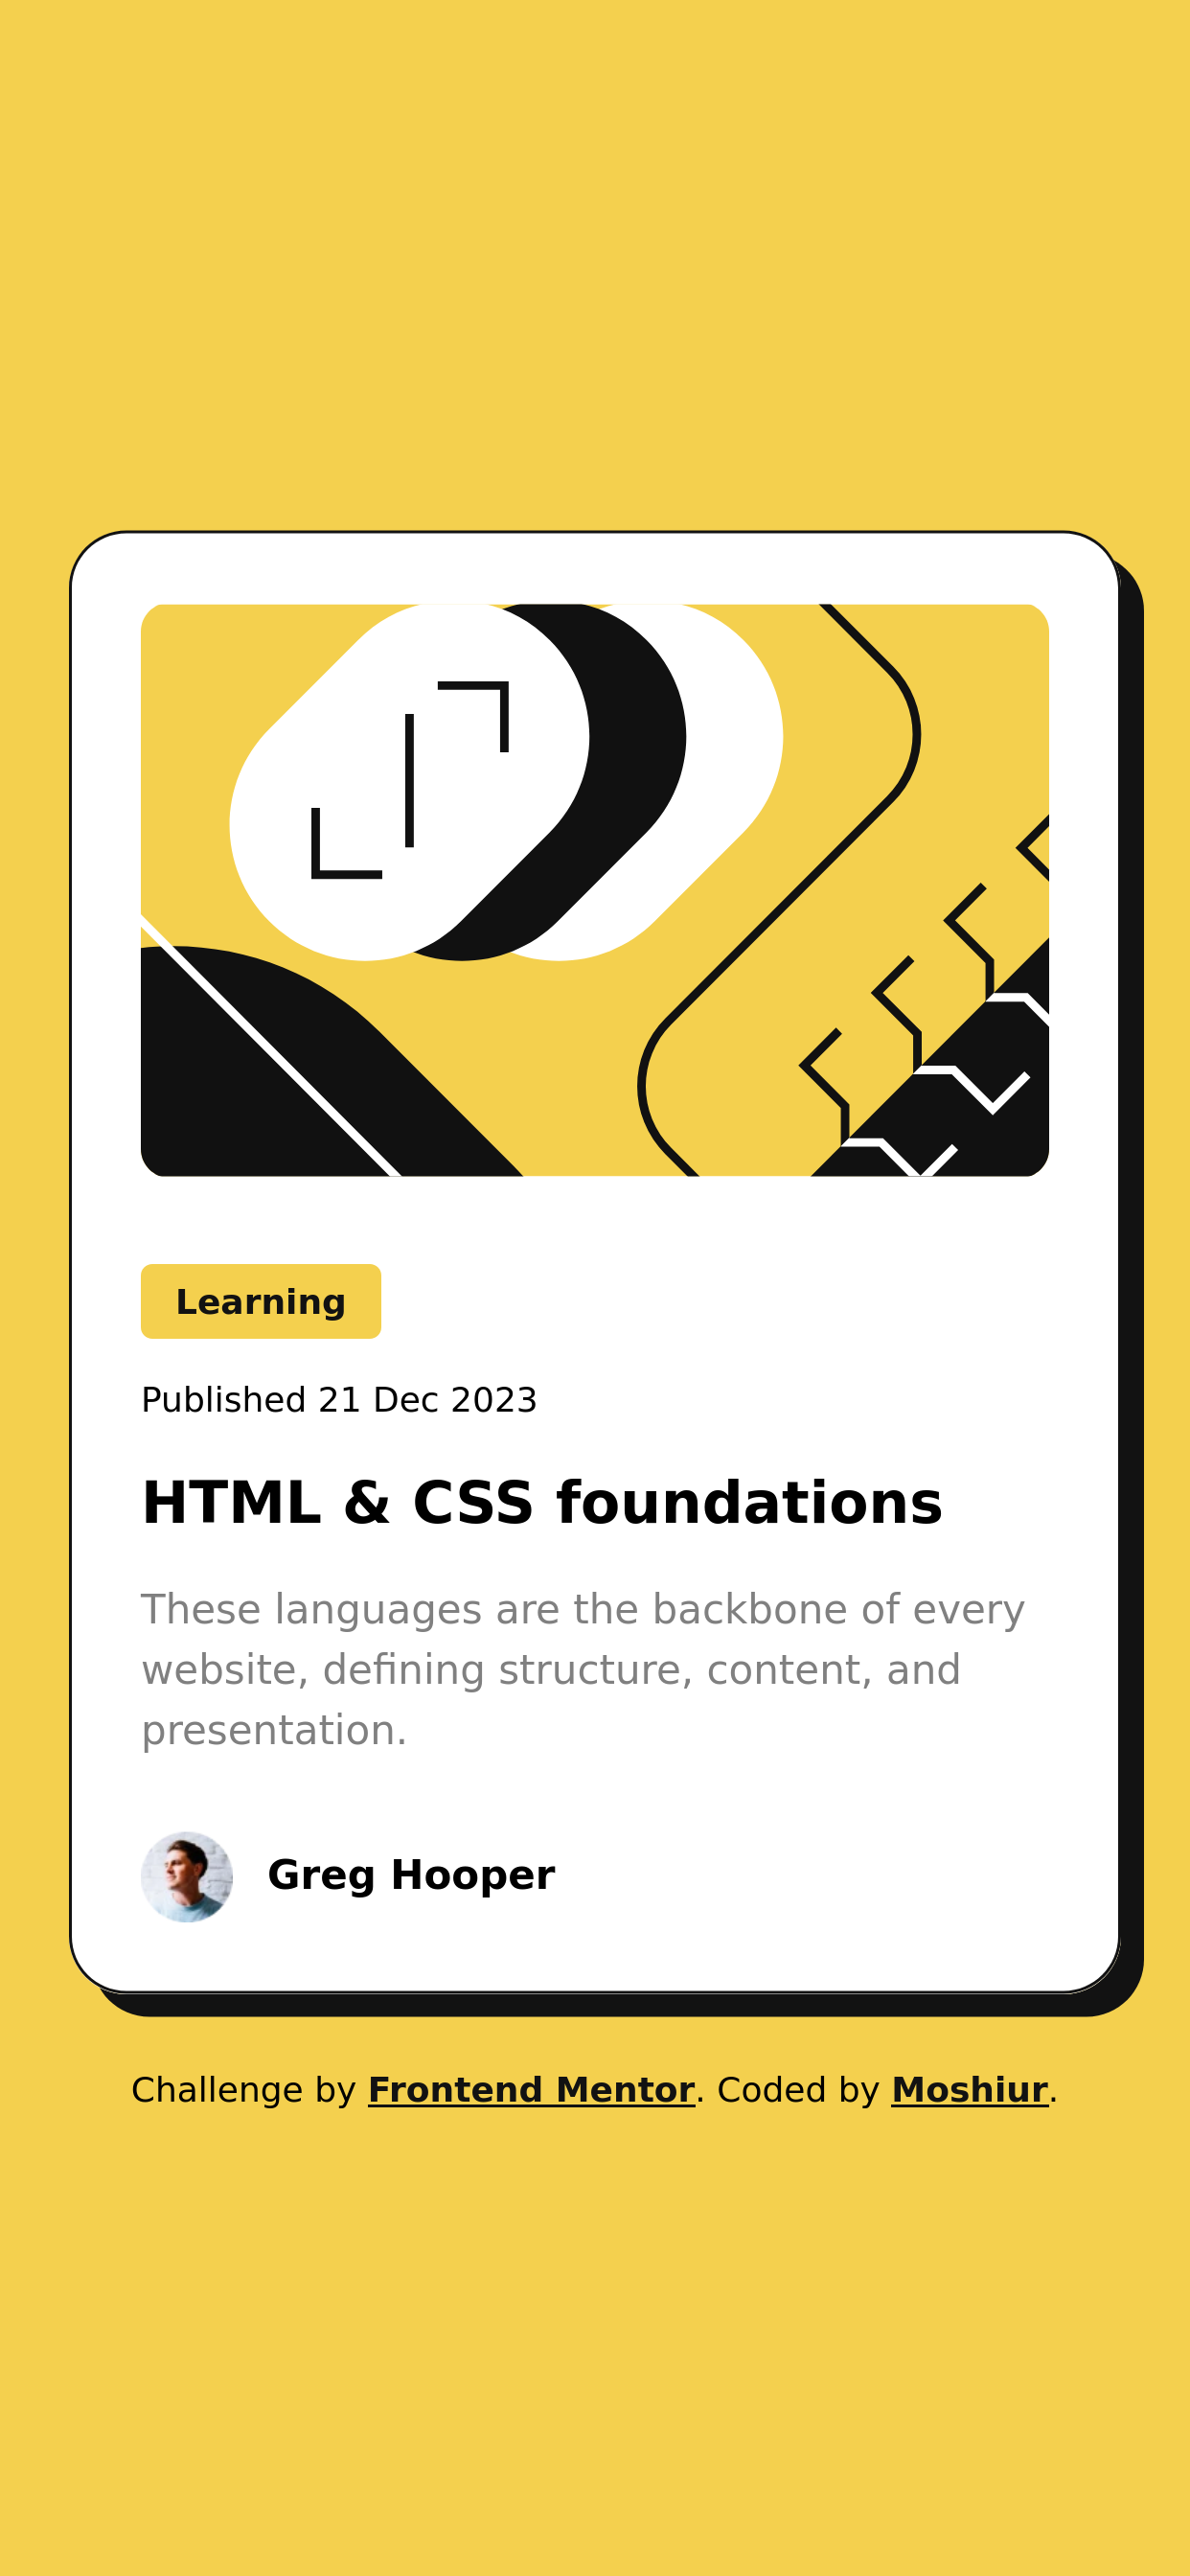 Learning
Published 21 Dec 2023
HTML & CSS foundations
These languages are the backbone of every
website, defining structure, content, and
presentation.
Greg Hooper
Challenge by Frontend Mentor. Coded by Moshiur.